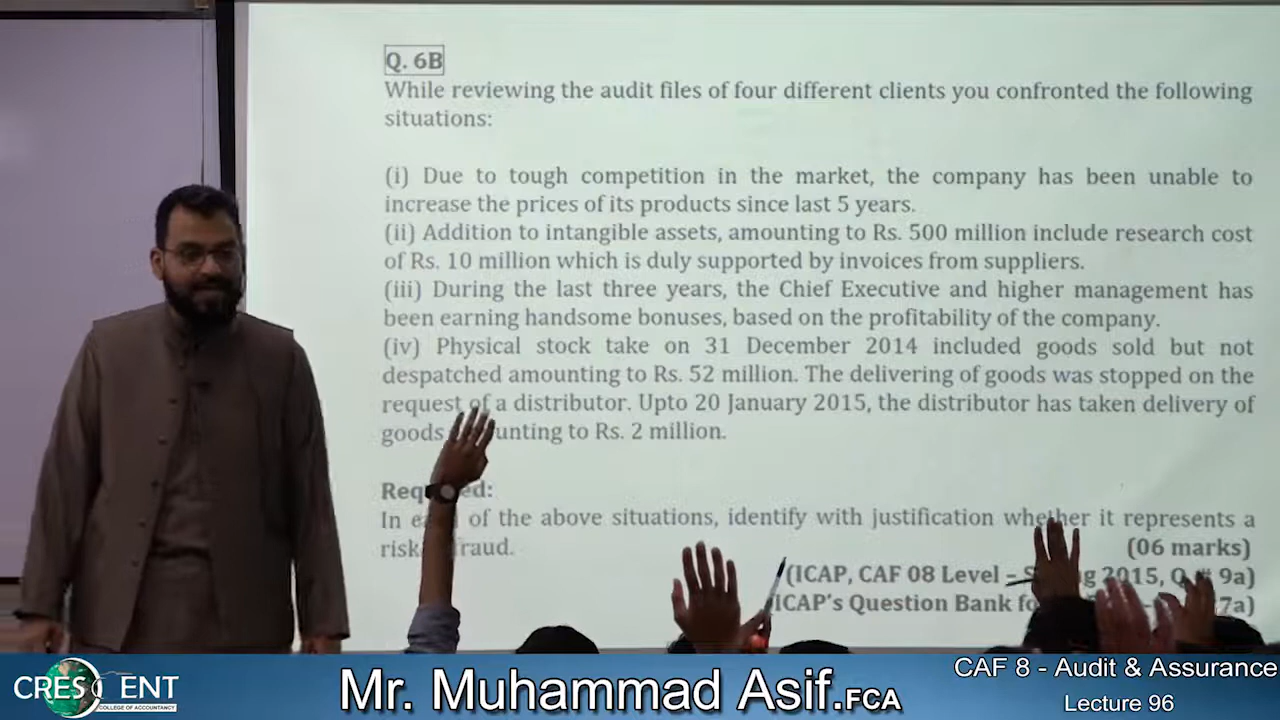 Q. 6B
While reviewing the audit files of four different clients you confronted the following
situations:
(i) Due to tough competition in the market, the company has been unable to
increase the prices of its products since last 5 years.
(ii) Addition to intangible assets, amounting to Rs. 500 million include research cost
of Rs. 10 million which is duly supported by invoices from suppliers.
(iii) During the last three years, the Chief Executive and higher management has
been earning handsome bonuses, based on the profitability of the company.
(iv) Physical stock take on 31 December 2014 included goods sold but not
despatched amounting to Rs. 52 million. The delivering of goods was stopped on the
request of a distributor. Upto 20 January 2015, the distributor has taken delivery of
goods to Rs. 2 million.
In of the above situations, identify with justification whether it represents a
risk fraud.
(06 marks)
(ICAP, CAF 08 Level – 2015, Q # 9a)
ICAP's Question Bank 7a)
CRESCENT
COLLEGE OF ACCOUNTANCY
Mr. Muhammad Asif.FCA
CAF 8 - Audit & Assurance
Lecture 96